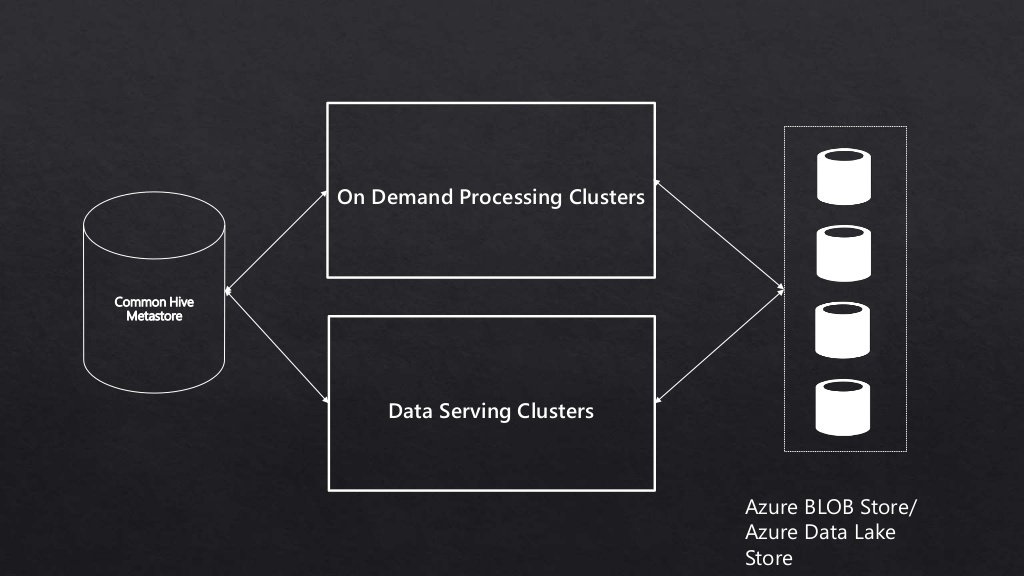 On Demand Processing Clusters
Common Hive
Metastore
Data Serving Clusters
Azure BLOB Store/
Azure Data Lake
Store